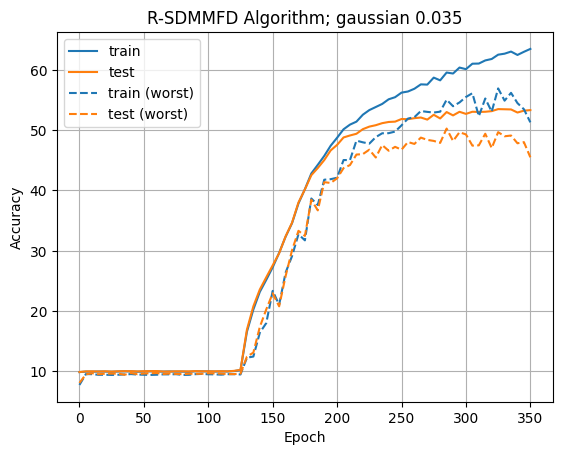 R-SDMMFD Algorithm; gaussian 0.035
train
test
train (worst)
test (worst)
Accuracy
60
50
40
30
20
10
0 50 100 150 200 250 300 350
Epoch